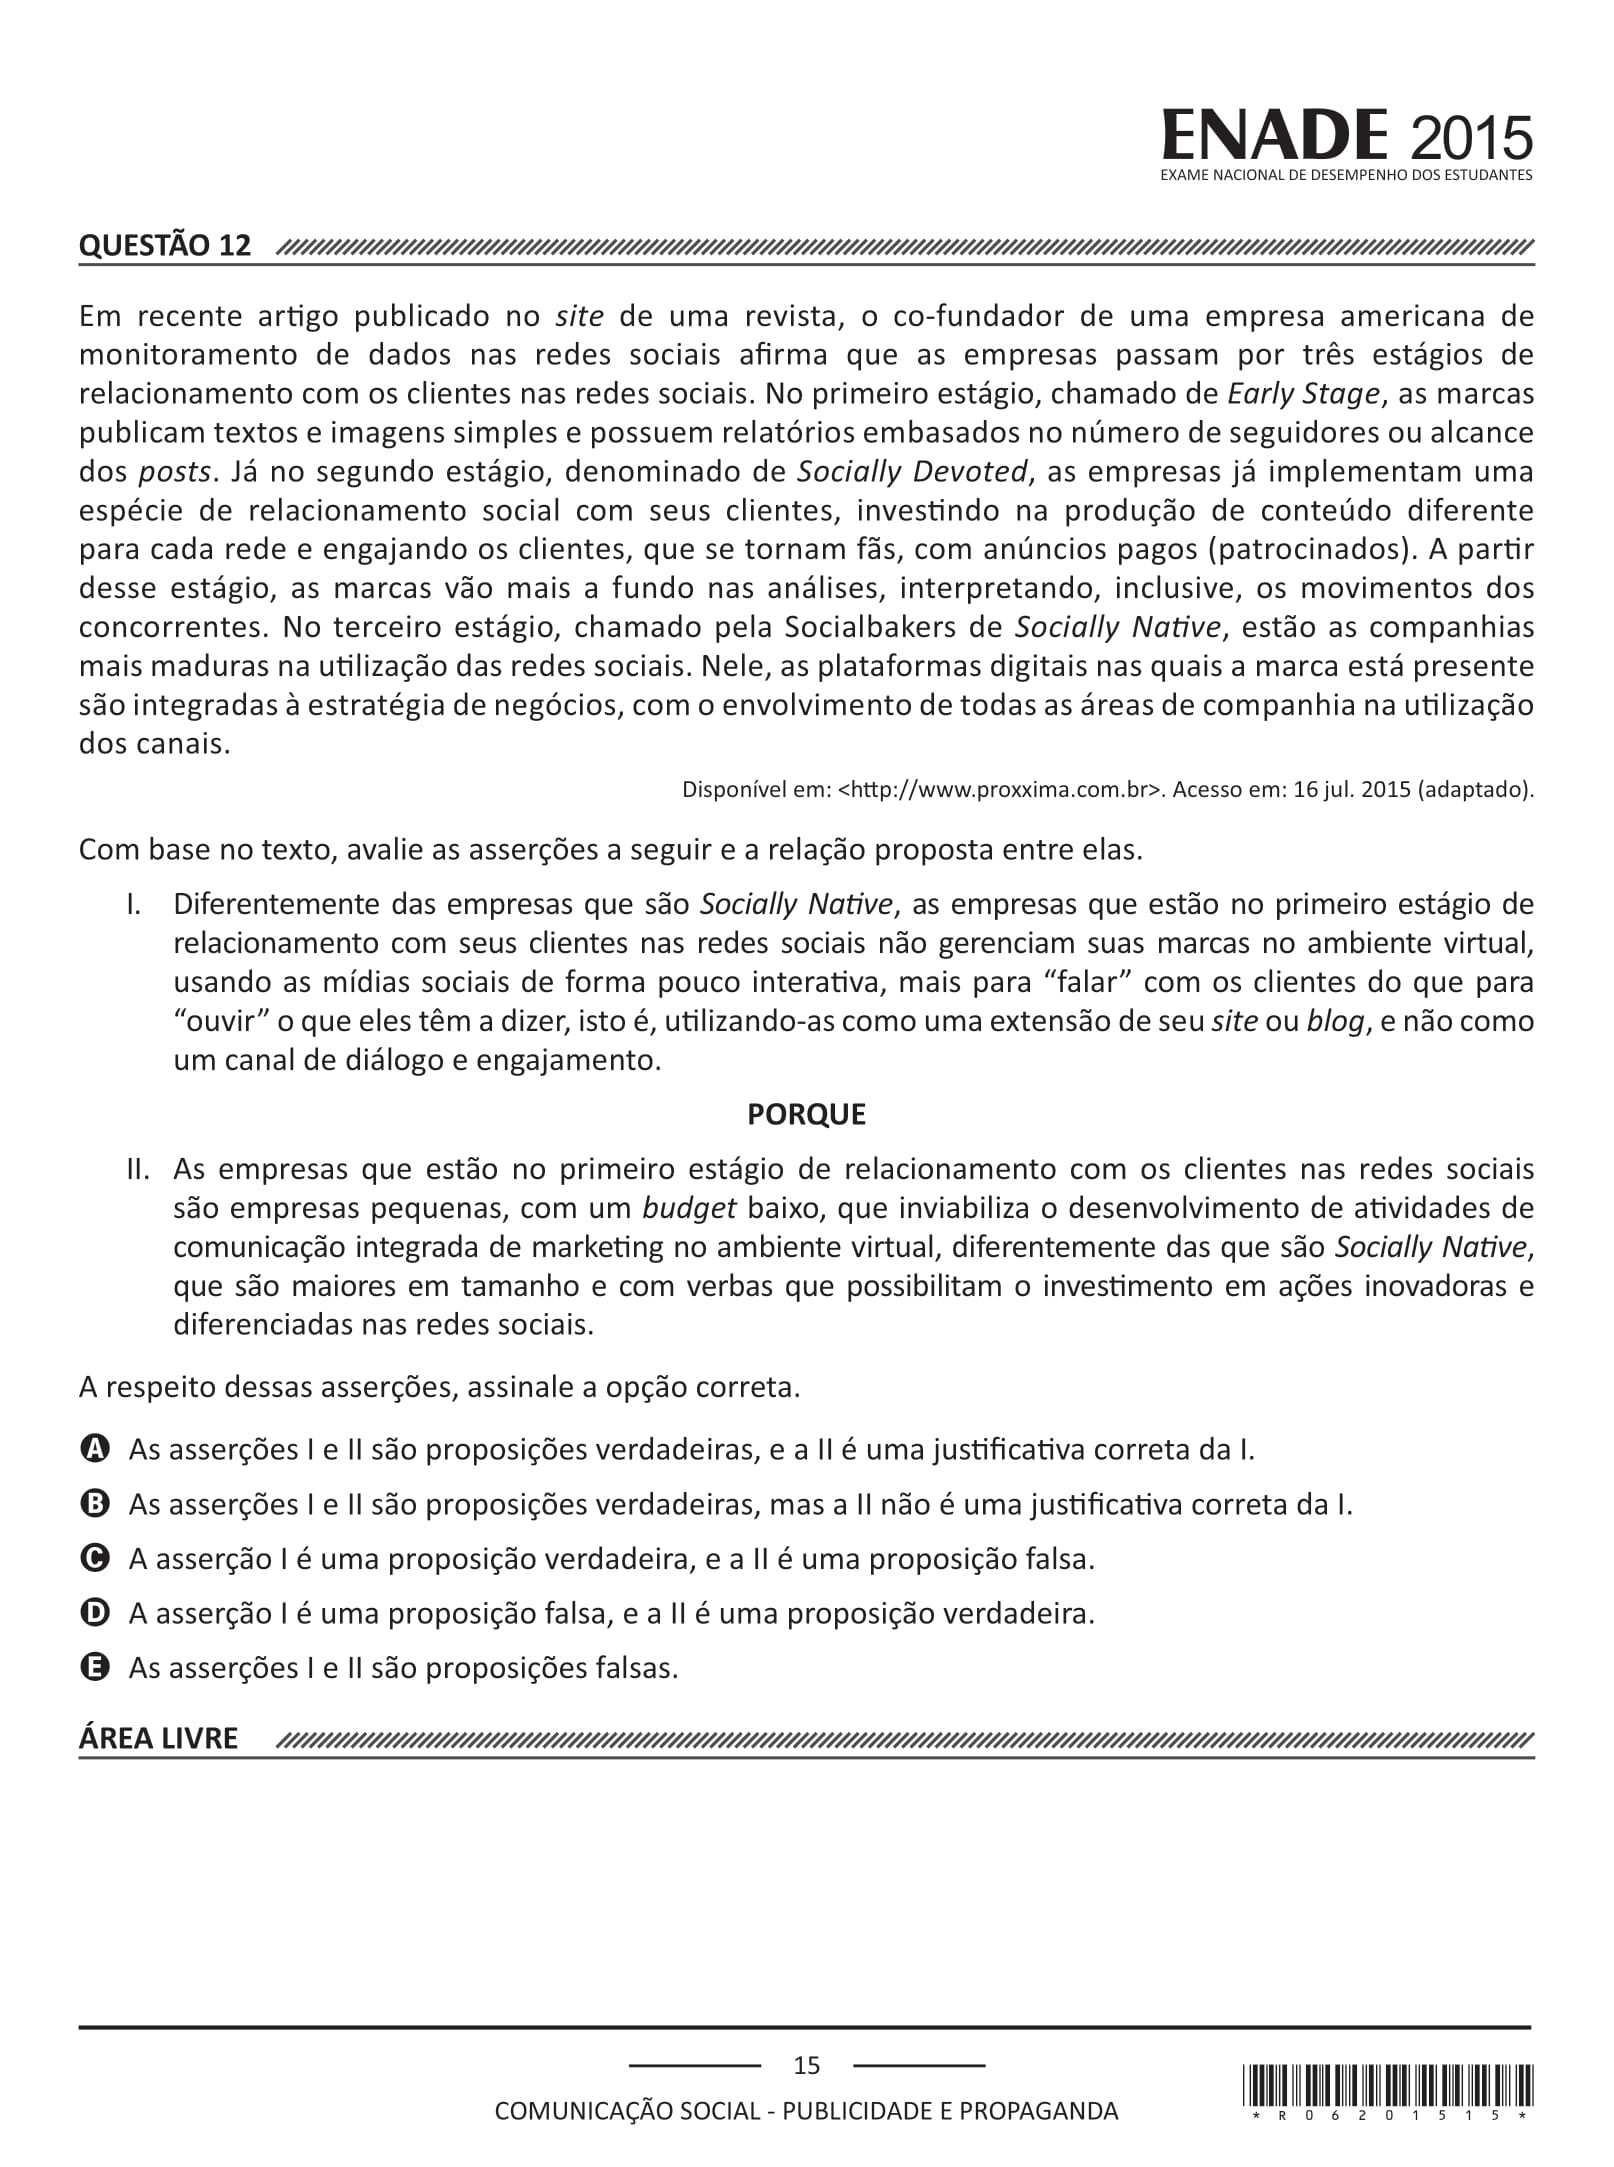 ENADE 2015
EXAME NACIONAL DE DESEMPENHO DOS ESTUDANTES
QUESTÃO 12
Em recente artigo publicado no site de uma revista, o co-fundador de uma empresa americana de
monitoramento de dados nas redes sociais afirma que as empresas passam por três estágios de
relacionamento com os clientes nas redes sociais. No primeiro estágio, chamado de Early Stage, as marcas
publicam textos e imagens simples e possuem relatórios embasados no número de seguidores ou alcance
dos posts. Já no segundo estágio, denominado de Socially Devoted, as empresas já implementam uma
espécie de relacionamento social com seus clientes, investindo na produção de conteúdo diferente
para cada rede e engajando os clientes, que se tornam fãs, com anúncios pagos (patrocinados). A partir
desse estágio, as marcas vão mais a fundo nas análises, interpretando, inclusive, os movimentos dos
concorrentes. No terceiro estágio, chamado pela Socialbakers de Socially Native, estão as companhias
mais maduras na utilização das redes sociais. Nele, as plataformas digitais nas quais a marca está presente
são integradas à estratégia de negócios, com o envolvimento de todas as áreas de companhia na utilização
dos canais.
Disponível em: <http://www.proxxima.com.br>. Acesso em: 16 jul. 2015 (adaptado).
Com base no texto, avalie as asserções a seguir e a relação proposta entre elas.
I. Diferentemente das empresas que são Socially Native, as empresas que estão no primeiro estágio de
relacionamento com seus clientes nas redes sociais não gerenciam suas marcas no ambiente virtual,
usando as mídias sociais de forma pouco interativa, mais para “falar” com os clientes do que para
“ouvir” o que eles têm a dizer, isto é, utilizando-as como uma extensão de seu site ou blog, e não como
um canal de diálogo e engajamento.
PORQUE
II. As empresas que estão no primeiro estágio de relacionamento com os clientes nas redes sociais
são empresas pequenas, com um budget baixo, que inviabiliza o desenvolvimento de atividades de
comunicação integrada de marketing no ambiente virtual, diferentemente das que são Socially Native,
que são maiores em tamanho e com verbas que possibilitam o investimento em ações inovadoras e
diferenciadas nas redes sociais.
A respeito dessas asserções, assinale a opção correta.
A As asserções I e II são proposições verdadeiras, e a II é uma justificativa correta da I.
B As asserções I e II são proposições verdadeiras, mas a II não é uma justificativa correta da I.
C A asserção I é uma proposição verdadeira, e a II é uma proposição falsa.
D A asserção I é uma proposição falsa, e a II é uma proposição verdadeira.
E As asserções I e II são proposições falsas.
ÁREA LIVRE
15
COMUNICAÇÃO SOCIAL - PUBLICIDADE E PROPAGANDA
*R06201515*